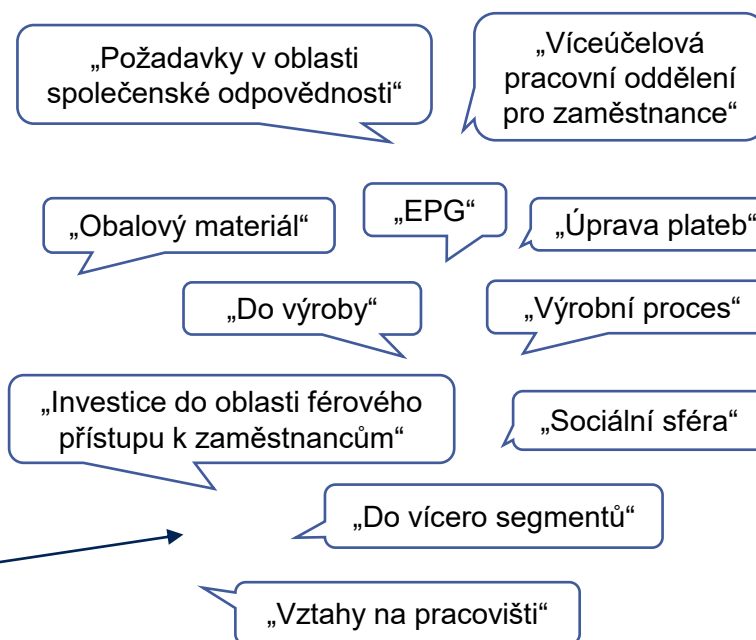 „Požadavky v oblasti
společenské odpovědnosti“
„Víceúčelová
pracovní oddělení
pro zaměstnance“
„Obalový materiál“
„EPG“
„Úprava plateb“
„Do výroby“
„Výrobní proces“
„Investice do oblasti férového
přístupu k zaměstnancům“
„Sociální sféra“
„Do vícero segmentů“
„Vztahy na pracovišti“